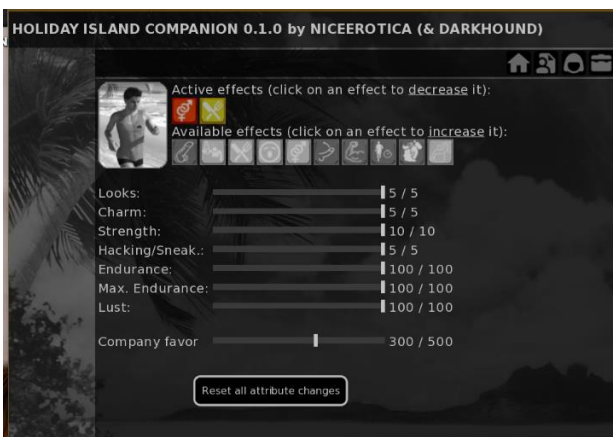 HOLIDAY ISLAND COMPANION 0.1.0 by NICEEROTICA (& DARKHOUND)
Active effects (click on an effect to decrease it):
Available effects (click on an effect to increase it):
Looks: 5 / 5
Charm: 5 / 5
Strength: 10 / 10
Hacking/Sneak.: 5 / 5
Endurance: 100 / 100
Max. Endurance: 100 / 100
Lust: 100 / 100
Company favor 300 / 500
Reset all attribute changes